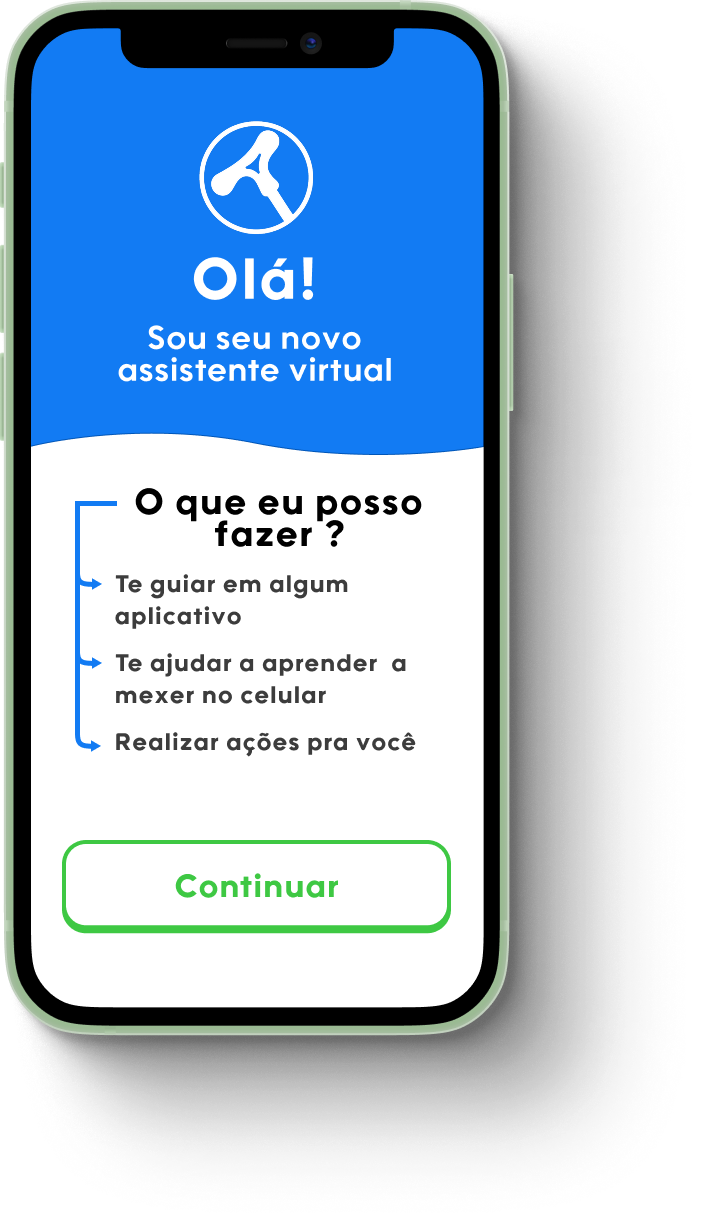 Olá!
Sou seu novo
assistente virtual
O que eu posso
fazer ?
Te guiar em algum
aplicativo
Te ajudar a aprender  a
mexer no celular
Realizar ações pra você
Continuar